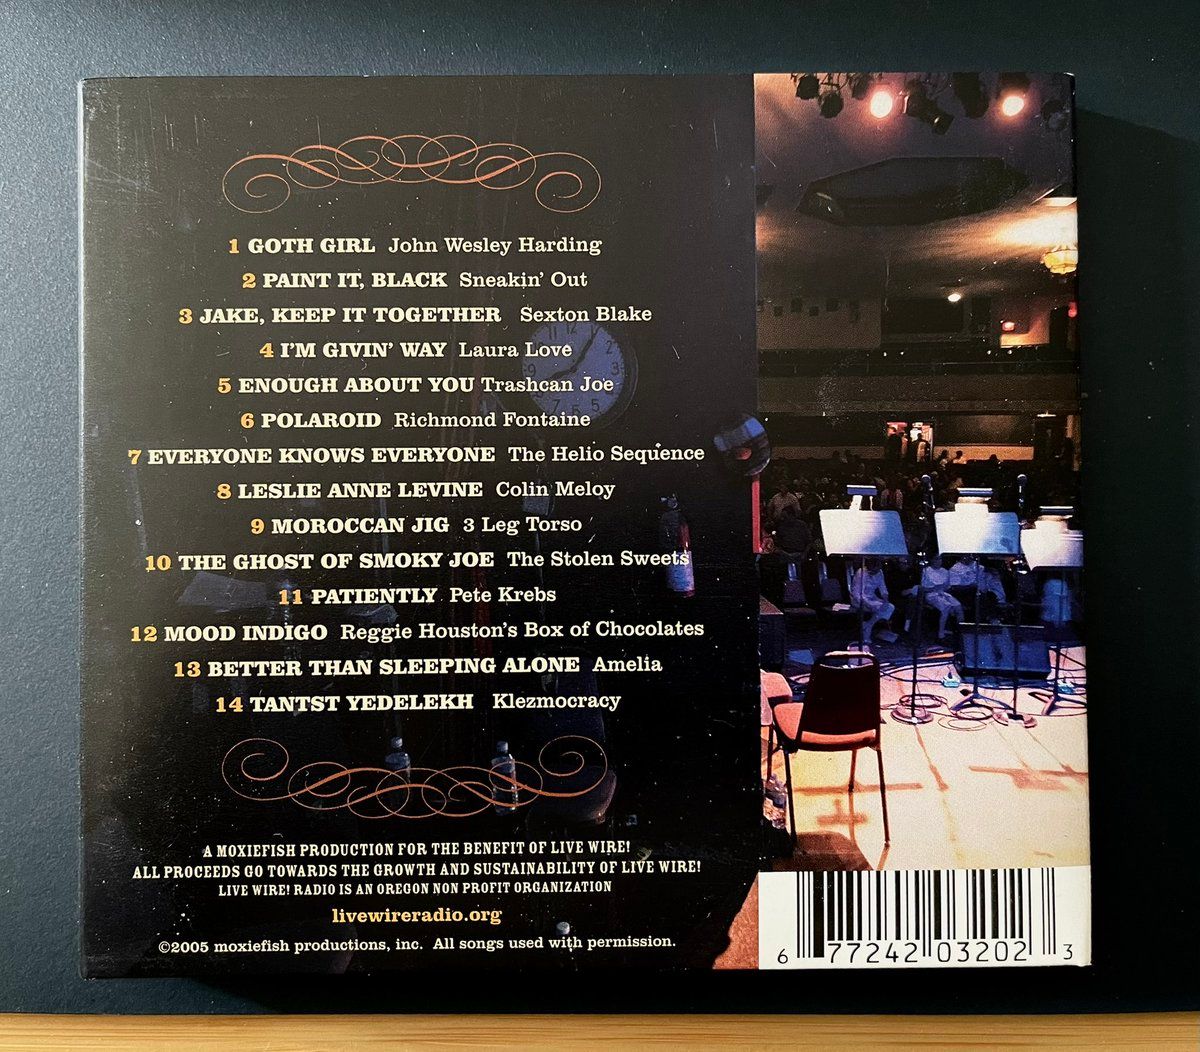 1 GOTH GIRL John Wesley Harding
2 PAINT IT, BLACK Sneakin' Out
3 JAKE, KEEP IT TOGETHER Sexton Blake
4 I'M GIVIN' WAY Laura Love
5 ENOUGH ABOUT YOU Trashcan Joe
6 POLAROID Richmond Fontaine
7 EVERYONE KNOWS EVERYONE The Helio Sequence
8 LESLIE ANNE LEVINE Colin Meloy
9 MOROCCAN JIG 3 Leg Torso
10 THE GHOST OF SMOKY JOE The Stolen Sweets
11 PATIENTLY Pete Krebs
12 MOOD INDIGO Reggie Houston's Box of Chocolates
13 BETTER THAN SLEEPING ALONE Amelia
14 TANTST YEDELEKH Klezmocracy
A MOXIEFISH PRODUCTION FOR THE BENEFIT OF LIVE WIRE!
ALL PROCEEDS GO TOWARDS THE GROWTH AND SUSTAINABILITY OF LIVE WIRE!
LIVE WIRE! RADIO IS AN OREGON NON PROFIT ORGANIZATION
livewireradio.org
©2005 moxiefish productions, inc. All songs used with permission.
6 77242 03202 3